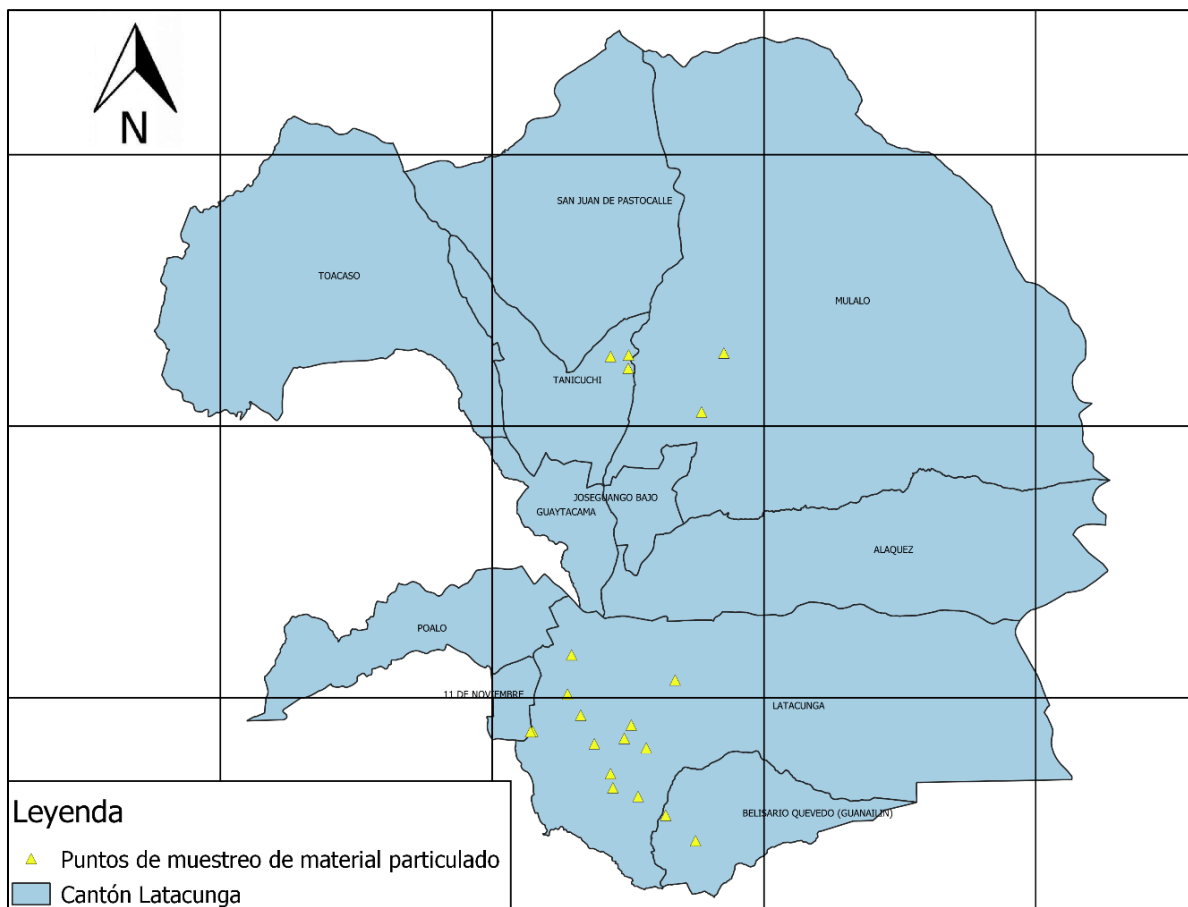 N
SAN JUAN DE PASTOCALLE
TOACASO
MULALO
TANICUCHI
JOSEGUANGO BAJO
GUAYTACAMA
ALAQUEZ
POALO
11 DE NOVIEMBRE
LATACUNGA
BELISARIO QUEVEDO (GUANAILIN)
Leyenda
Puntos de muestreo de material particulado
Cantón Latacunga